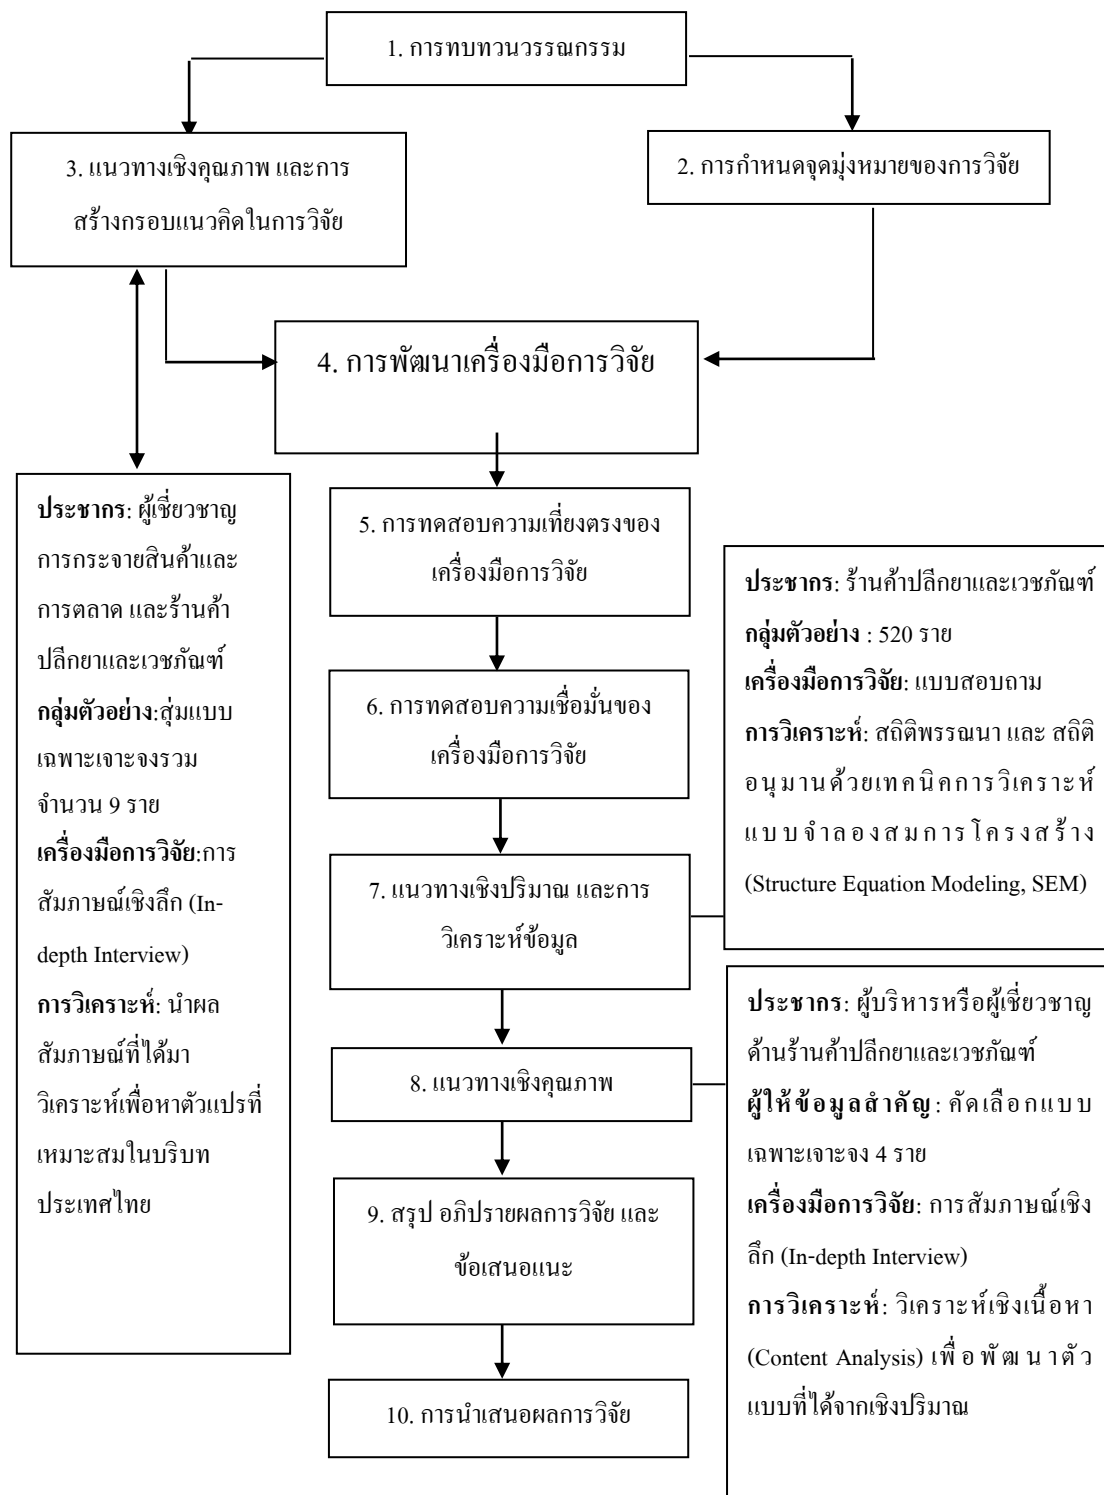 1. การทบทวนวรรณกรรม
3. แนวทางเชิงคุณภาพ และการ
สร้างกรอบแนวคิดในการวิจัย
2. การกำหนดจุดมุ่งหมายของการวิจัย
4. การพัฒนาเครื่องมือการวิจัย
ประชากร: ผู้เชี่ยวชาญ
การกระจายสินค้าและ
การตลาด และร้านค้า
ปลีกยาและเวชภัณฑ์
กลุ่มตัวอย่าง:สุ่มแบบ
เฉพาะเจาะจงรวม
จำนวน 9 ราย
เครื่องมือการวิจัย:การ
สัมภาษณ์เชิงลึก (In-
depth Interview)
การวิเคราะห์: นำผล
สัมภาษณ์ที่ได้มา
วิเคราะห์เพื่อหาตัวแปรที่
เหมาะสมในบริบท
ประเทศไทย
5. การทดสอบความเที่ยงตรงของ
เครื่องมือการวิจัย
6. การทดสอบความเชื่อมั่นของ
เครื่องมือการวิจัย
7. แนวทางเชิงปริมาณ และการ
วิเคราะห์ข้อมูล
ประชากร: ร้านค้าปลีกยาและเวชภัณฑ์
กลุ่มตัวอย่าง : 520 ราย
เครื่องมือการวิจัย: แบบสอบถาม
การวิเคราะห์: สถิติพรรณนา และ สถิติ
อนุมานด้วยเทคนิคการวิเคราะห์
แบบจำลองสมการโครงสร้าง
(Structure Equation Modeling, SEM)
8. แนวทางเชิงคุณภาพ
ประชากร: ผู้บริหารหรือผู้เชี่ยวชาญ
ด้านร้านค้าปลีกยาและเวชภัณฑ์
ผู้ให้ข้อมูลสำคัญ: คัดเลือกแบบ
เฉพาะเจาะจง 4 ราย
เครื่องมือการวิจัย: การสัมภาษณ์เชิง
ลึก (In-depth Interview)
การวิเคราะห์: วิเคราะห์เชิงเนื้อหา
(Content Analysis) เพื่อพัฒนาตัว
แบบที่ได้จากเชิงปริมาณ
9. สรุป อภิปรายผลการวิจัย และ
ข้อเสนอแนะ
10. การนำเสนอผลการวิจัย